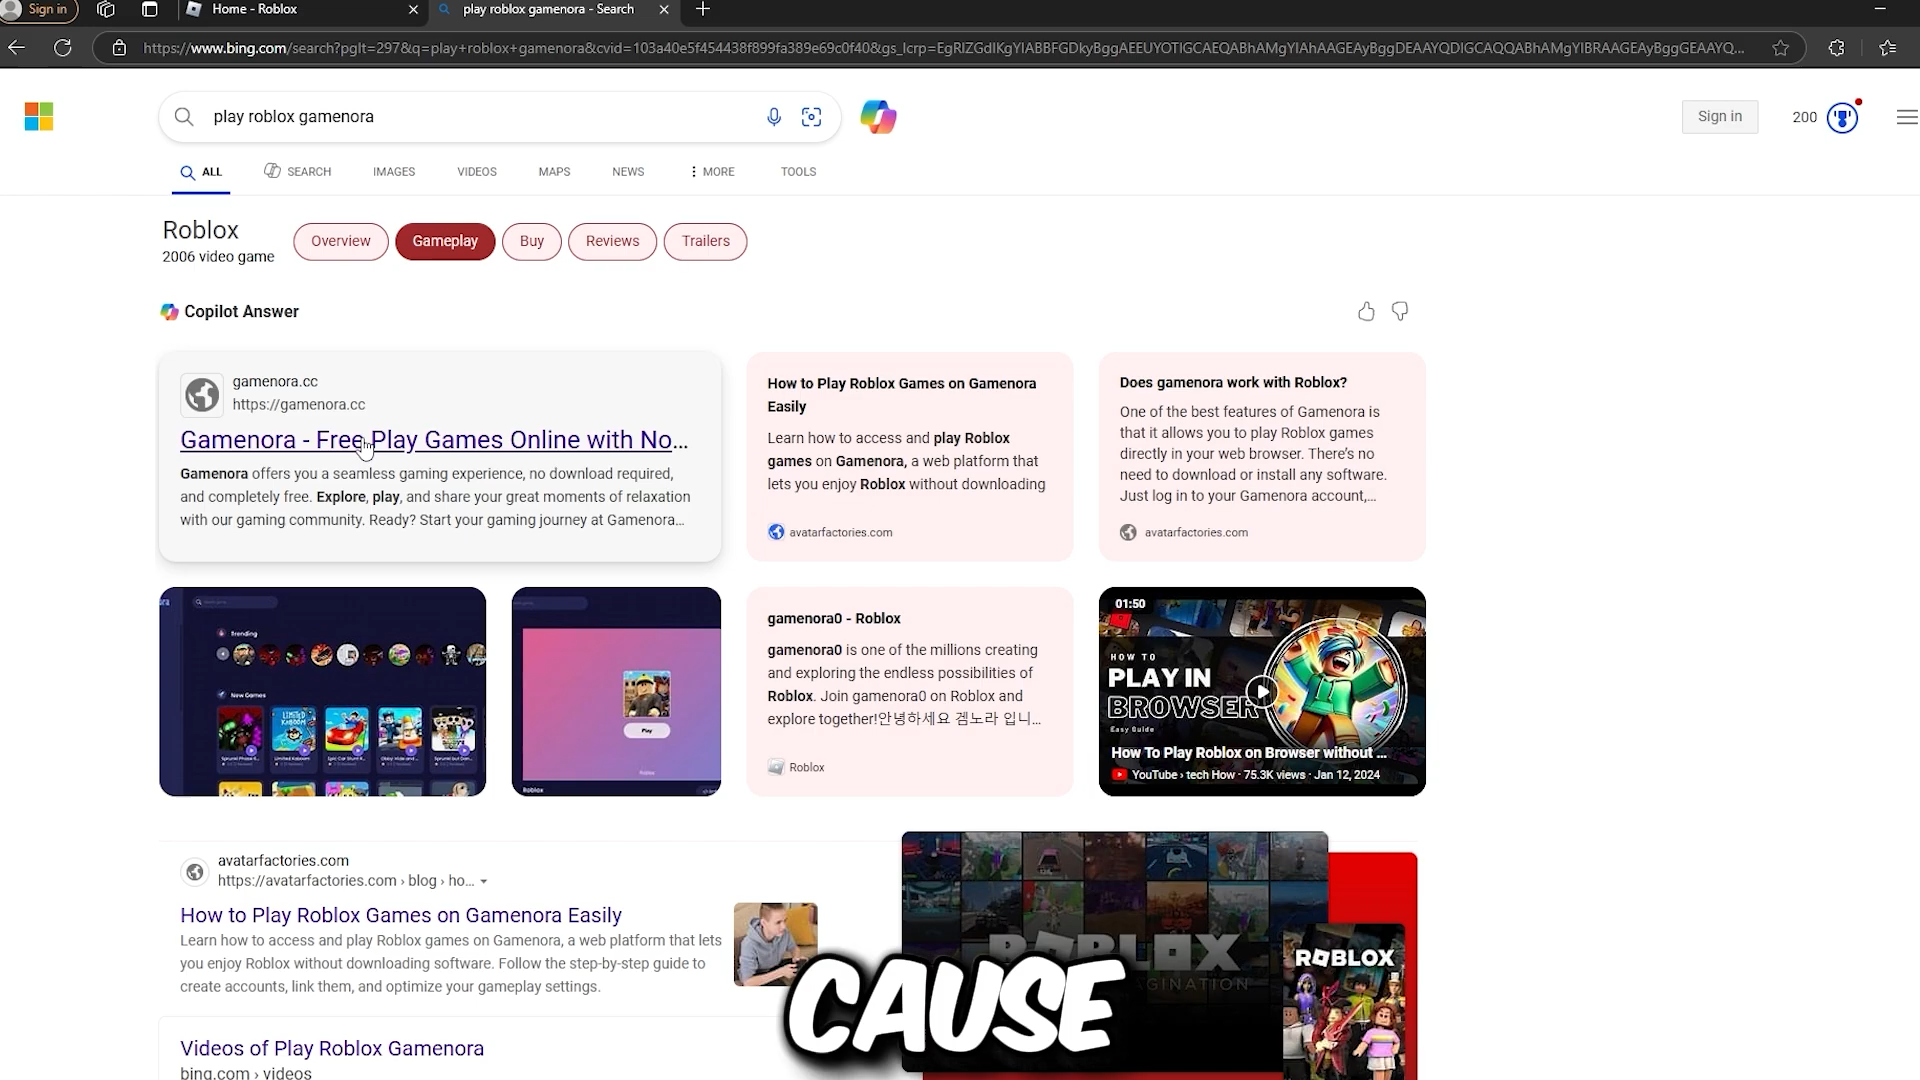 Sign in
Home - Roblox
play roblox gamenora - Search
https://www.bing.com/search?pglt=297&q=play+roblox+gamenora&cvid=103a40e5f454438f899fa389e69c0f40&gs_lcrp=EgRlZGdlKgYIABBFGDkyBggAEEUYOTIGCAEQABhAMgYIAhAAGEAyBggDEAAYQDIGCAQQABhAMgYIBRAAGEAyBggGEAAYQ...
play roblox gamenora
Sign in
200
ALL
SEARCH
IMAGES
VIDEOS
MAPS
NEWS
MORE
TOOLS
Roblox
2006 video game
Overview
Gameplay
Buy
Reviews
Trailers
Copilot Answer
gamenora.cc
https://gamenora.cc
Gamenora - Free Play Games Online with No...
Gamenora offers you a seamless gaming experience, no download required,
and completely free. Explore, play, and share your great moments of relaxation
with our gaming community. Ready? Start your gaming journey at Gamenora...
How to Play Roblox Games on Gamenora
Easily
Learn how to access and play Roblox
games on Gamenora, a web platform that
lets you enjoy Roblox without downloading
avatarfactories.com
Does gamenora work with Roblox?
One of the best features of Gamenora is
that it allows you to play Roblox games
directly in your web browser. There's no
need to download or install any software.
Just log in to your Gamenora account,...
avatarfactories.com
Trending
New Games
LIMITED
Play
Roblox
gamenora0 - Roblox
gamenora0 is one of the millions creating
and exploring the endless possibilities of
Roblox. Join gamenora0 on Roblox and
explore together!안녕하세요 겜노라 입니...
Roblox
01:50
HOW TO
PLAY IN
BROWSER
Easy Guide
How To Play Roblox on Browser without ...
YouTube › tech How · 75.3K views · Jan 12, 2024
avatarfactories.com
https://avatarfactories.com › blog › ho...
How to Play Roblox Games on Gamenora Easily
Learn how to access and play Roblox games on Gamenora, a web platform that lets
you enjoy Roblox without downloading software. Follow the step-by-step guide to
create accounts, link them, and optimize your gameplay settings.
ROBLOX
ROBLOX
CAUSE
Videos of Play Roblox Gamenora
bing.com › videos